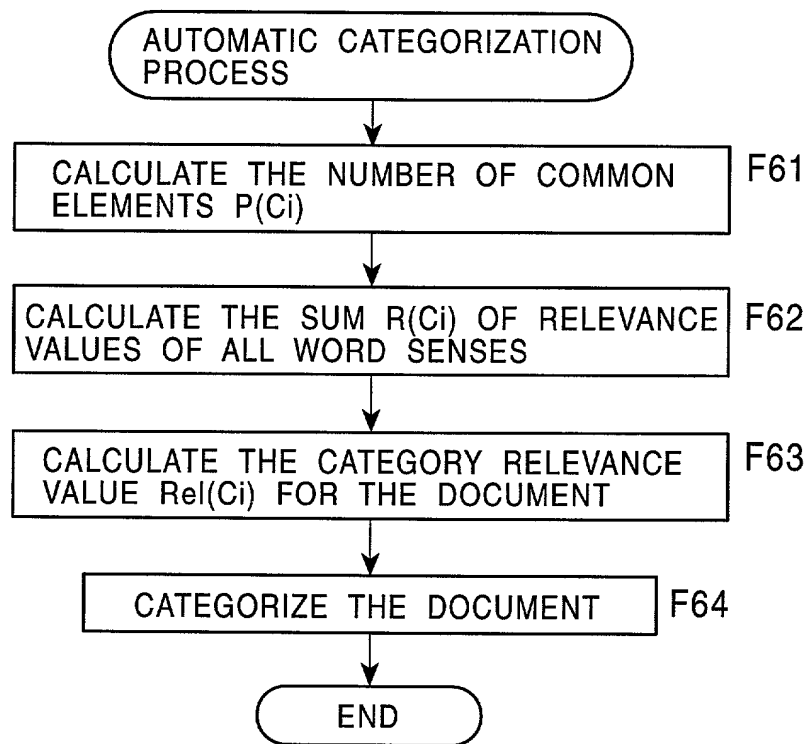 AUTOMATIC CATEGORIZATION
PROCESS
CALCULATE THE NUMBER OF COMMON
ELEMENTS P(Ci)
F61
CALCULATE THE SUM R(Ci) OF RELEVANCE
VALUES OF ALL WORD SENSES
F62
CALCULATE THE CATEGORY RELEVANCE
VALUE Rel(Ci) FOR THE DOCUMENT
F63
CATEGORIZE THE DOCUMENT
F64
END